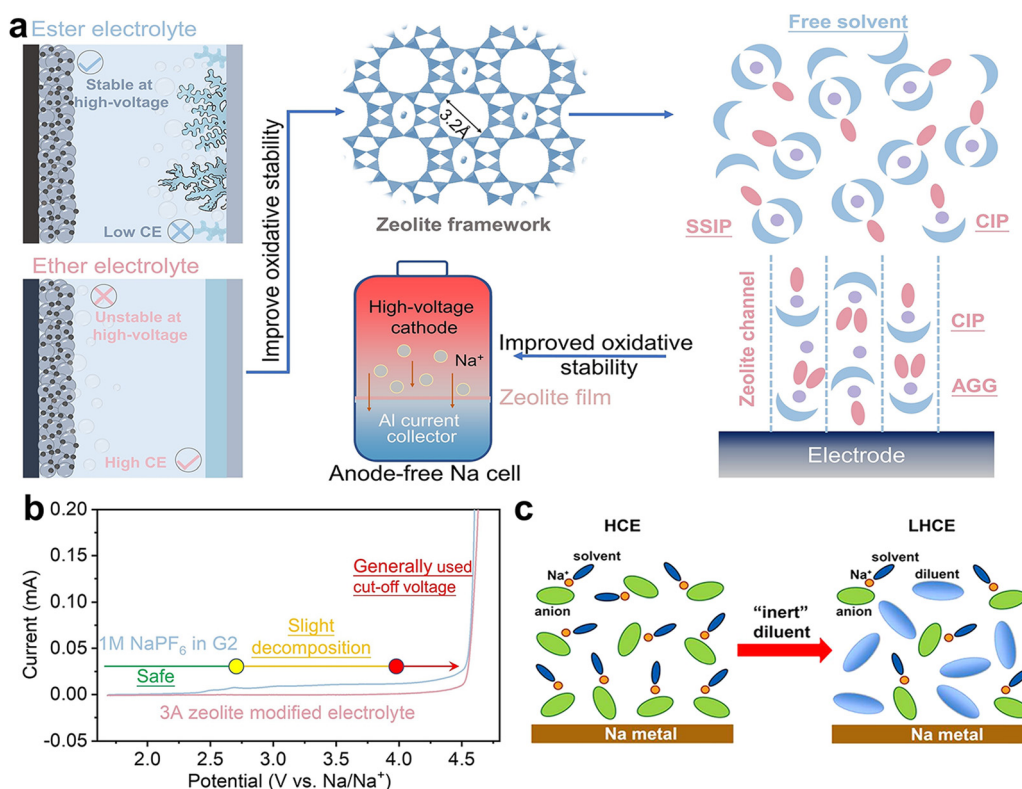 a
Ester electrolyte
Stable at
high-voltage
Low CE
Ether electrolyte
Unstable at
high-voltage
High CE
Improve oxidative stability
3.2Å
Zeolite framework
High-voltage
cathode
Na⁺
Zeolite film
Al current
collector
Anode-free Na cell
Improved oxidative
stability
Free solvent
SSIP
CIP
Zeolite channel
CIP
AGG
Electrode
b
Current (mA)
0.20
0.15
0.10
0.05
0.00
-0.05
Generally used
cut-off voltage
Slight
decomposition
1M NaPF₆ in G2
Safe
3A zeolite modified electrolyte
2.0
2.5
3.0
3.5
4.0
4.5
Potential (V vs. Na/Na⁺)
c
HCE
solvent
Na⁺
anion
Na metal
"inert"
diluent
LHCE
solvent
Na⁺
diluent
anion
Na metal